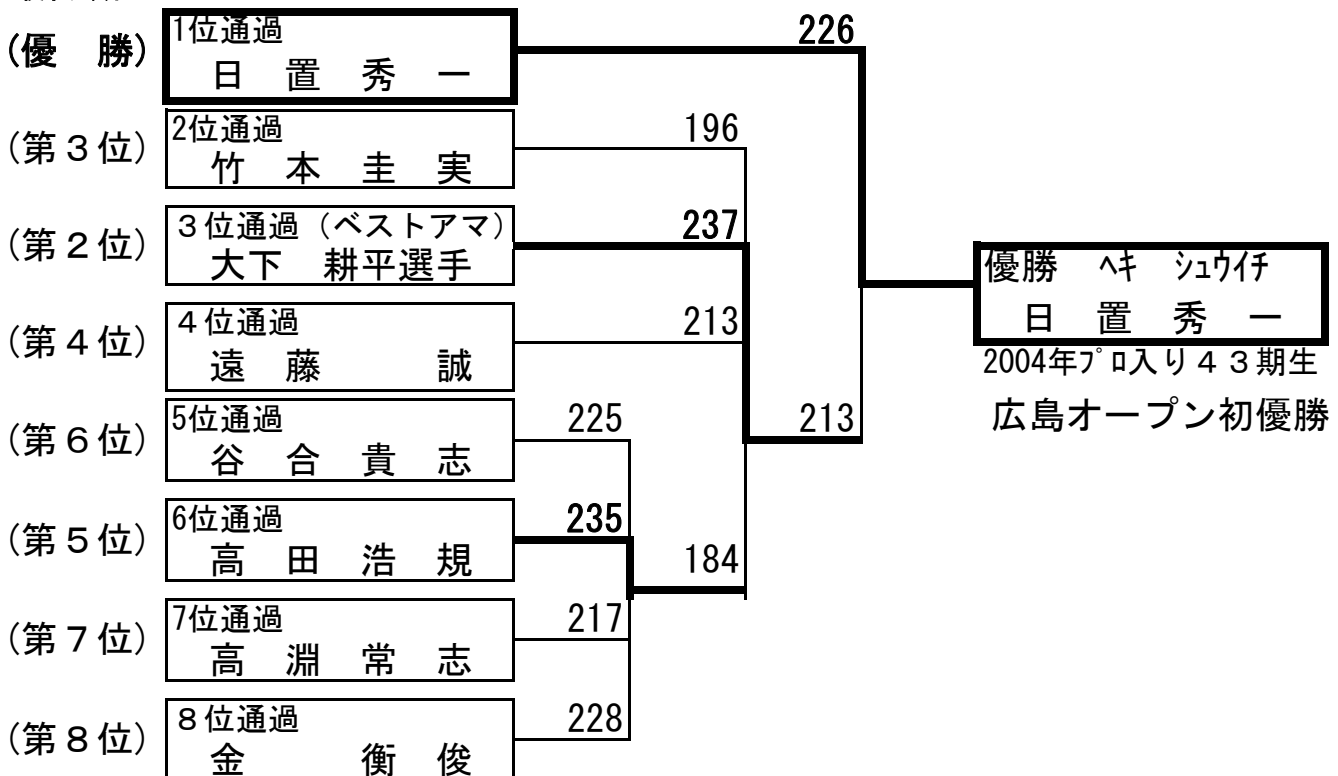 1位通過
226
(優　勝)
日　置　秀　一
2位通過
196
(第３位)
竹　本　圭　実
３位通過（ベストアマ）
237
(第２位)
大下　耕平選手
優勝　ﾍｷ　ｼｭｳｲﾁ
日　置　秀　一
４位通過
213
(第４位)
遠　藤　　　誠
2004年ﾌﾟﾛ入り４３期生
広島オープン初優勝
5位通過
225
213
(第６位)
谷　合　貴　志
6位通過
235
(第５位)
高　田　浩　規
184
7位通過
217
(第７位)
高　淵　常　志
８位通過
228
(第８位)
金　　　衡　俊